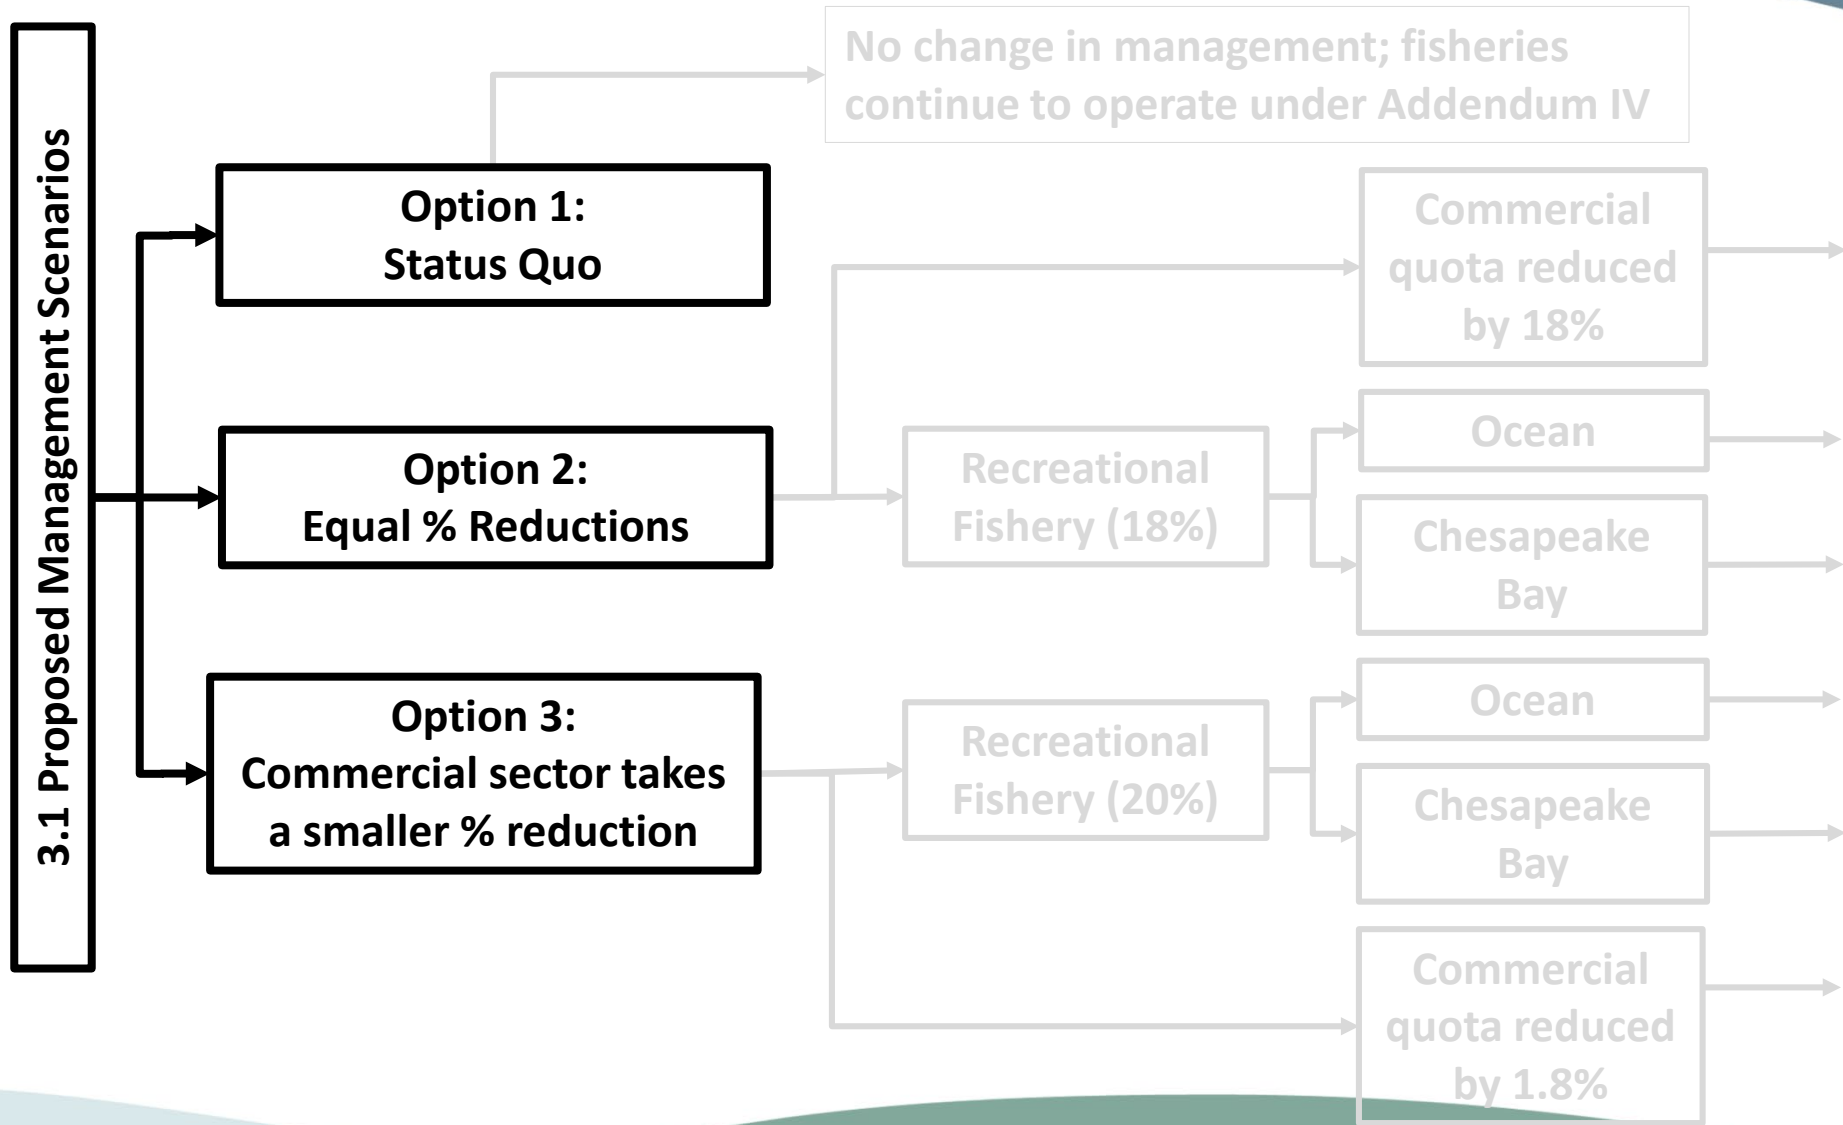 3.1 Proposed Management Scenarios
No change in management; fisheries
continue to operate under Addendum IV
Option 1:
Status Quo
Commercial
quota reduced
by 18%
Option 2:
Equal % Reductions
Recreational
Fishery (18%)
Ocean
Chesapeake
Bay
Option 3:
Commercial sector takes
a smaller % reduction
Recreational
Fishery (20%)
Ocean
Chesapeake
Bay
Commercial
quota reduced
by 1.8%